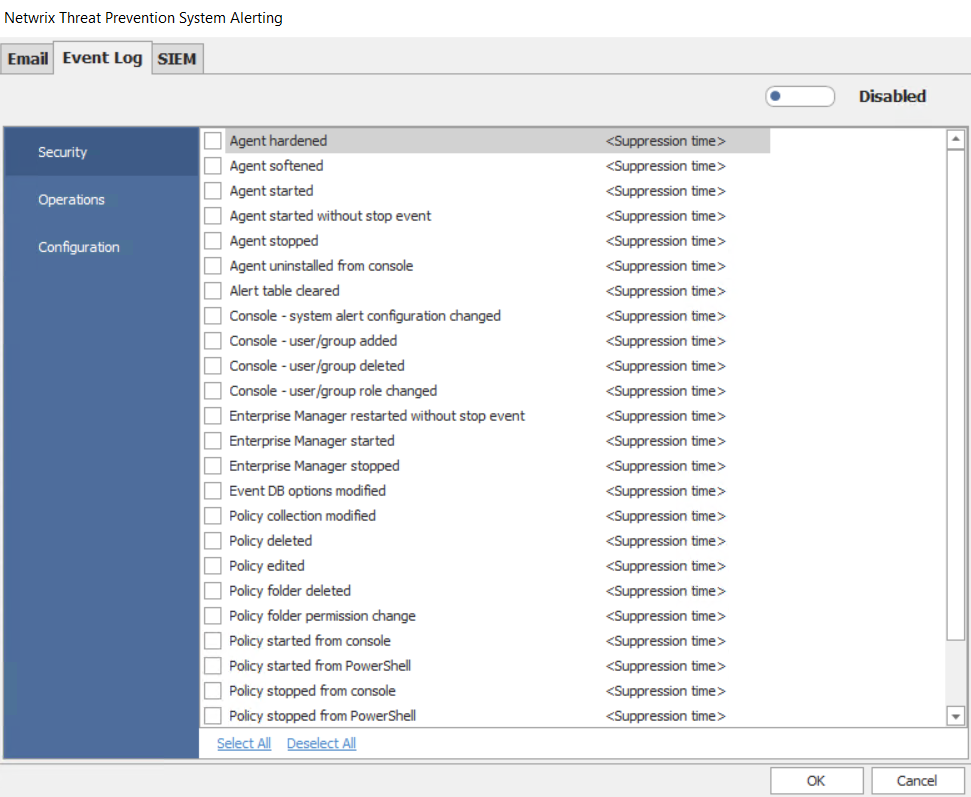 Netwrix Threat Prevention System Alerting
Email Event Log SIEM
Disabled
Security
Operations
Configuration
Agent hardened <Suppression time>
Agent softened <Suppression time>
Agent started <Suppression time>
Agent started without stop event <Suppression time>
Agent stopped <Suppression time>
Agent uninstalled from console <Suppression time>
Alert table cleared <Suppression time>
Console - system alert configuration changed <Suppression time>
Console - user/group added <Suppression time>
Console - user/group deleted <Suppression time>
Console - user/group role changed <Suppression time>
Enterprise Manager restarted without stop event <Suppression time>
Enterprise Manager started <Suppression time>
Enterprise Manager stopped <Suppression time>
Event DB options modified <Suppression time>
Policy collection modified <Suppression time>
Policy deleted <Suppression time>
Policy edited <Suppression time>
Policy folder deleted <Suppression time>
Policy folder permission change <Suppression time>
Policy started from console <Suppression time>
Policy started from PowerShell <Suppression time>
Policy stopped from console <Suppression time>
Policy stopped from PowerShell <Suppression time>
Select All Deselect All
OK Cancel